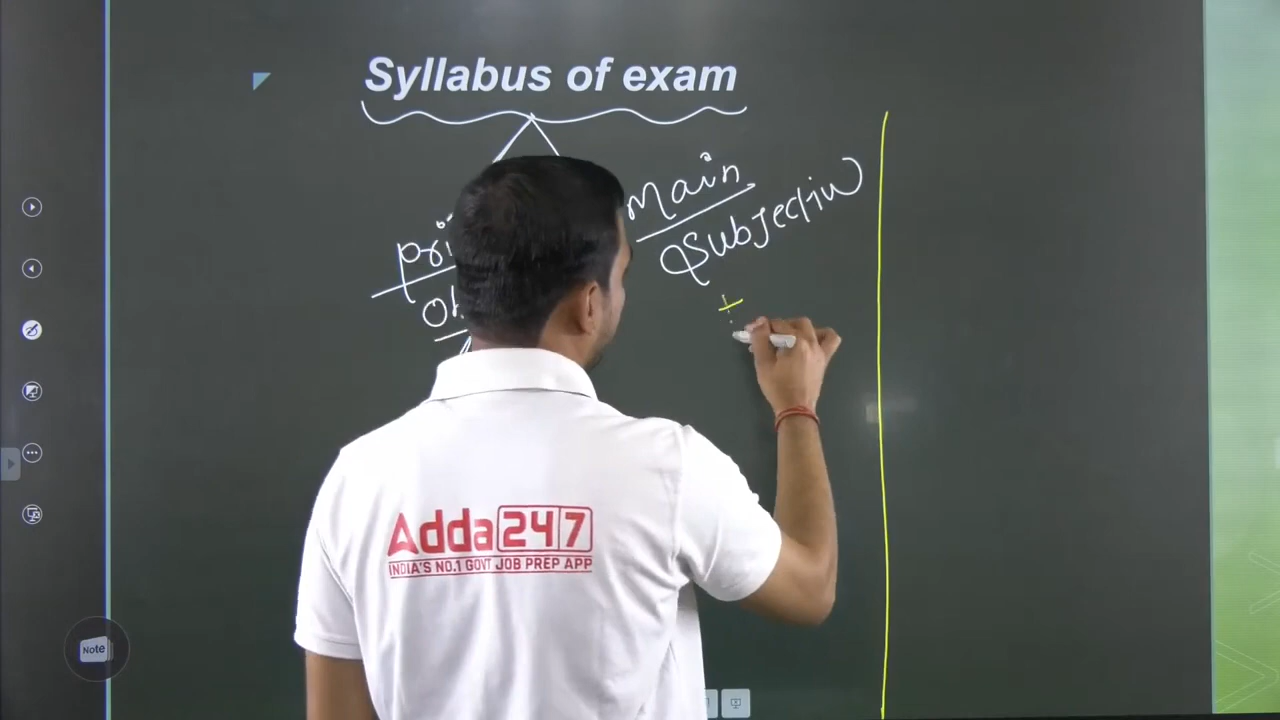 Syllabus of exam
Main
Subjective
Adda247
INDIA'S NO.1 GOVT JOB PREP APP
Note